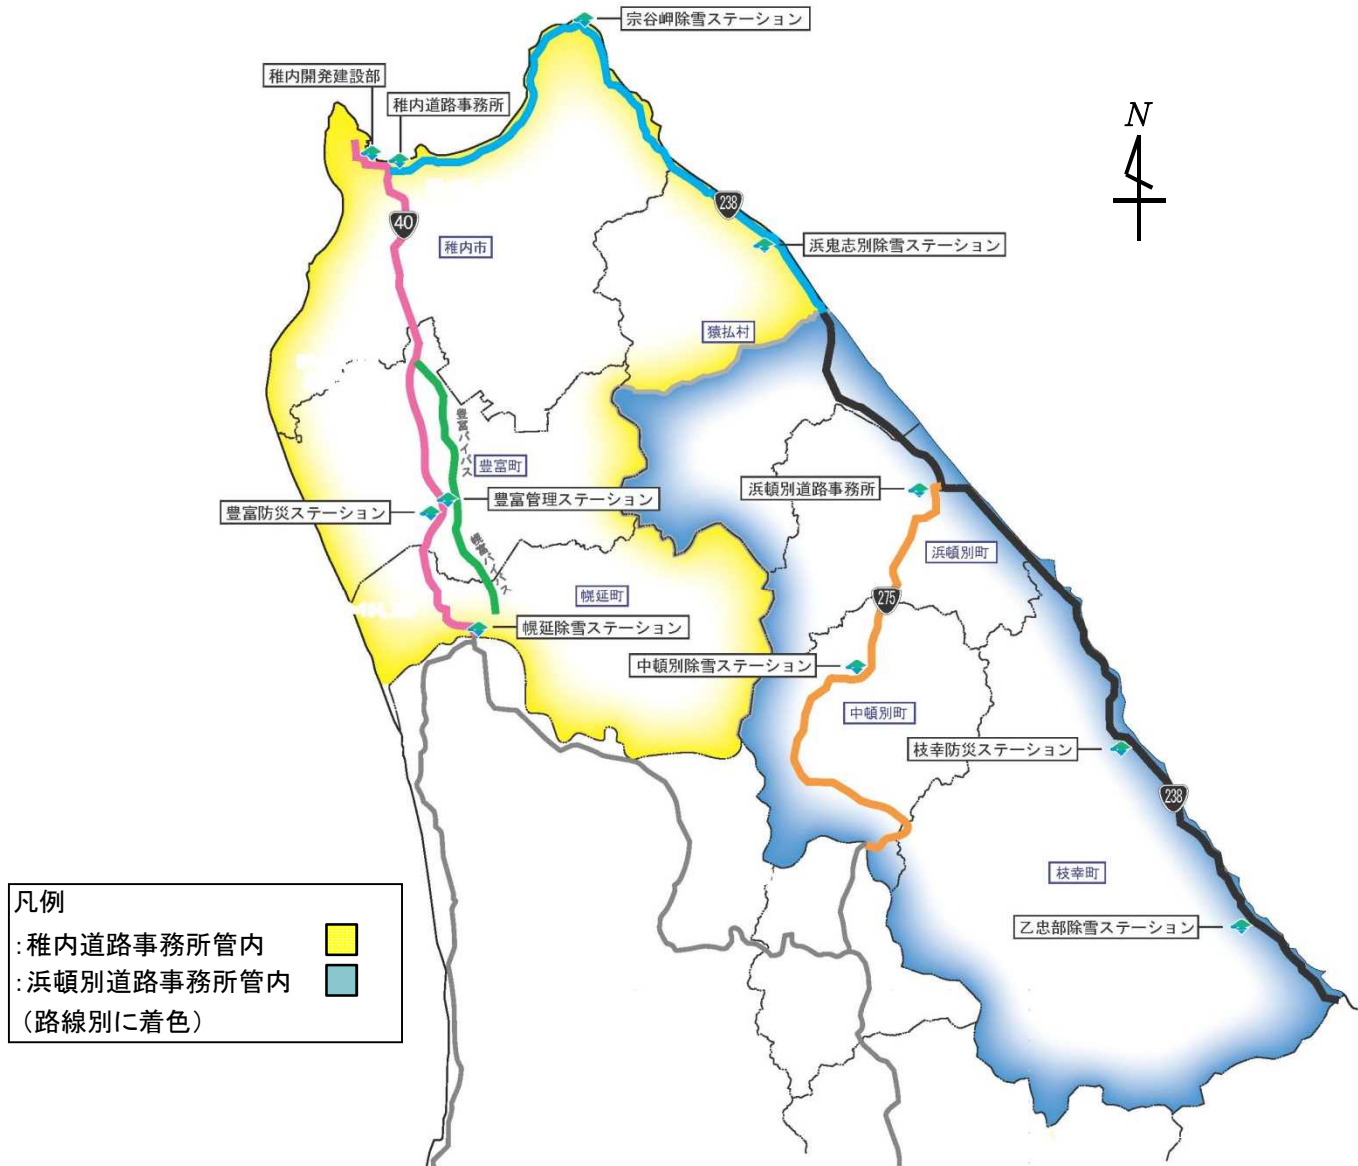 宗谷岬除雪ステーション
稚内開発建設部
稚内道路事務所
N
238
40
稚内市
浜鬼志別除雪ステーション
猿払村
豊富バイパス
豊富町
豊富管理ステーション
豊富防災ステーション
浜頓別道路事務所
幌富バイパス
浜頓別町
幌延町
275
幌延除雪ステーション
中頓別除雪ステーション
中頓別町
枝幸防災ステーション
238
枝幸町
乙忠部除雪ステーション
凡例
:稚内道路事務所管内
:浜頓別道路事務所管内
(路線別に着色)